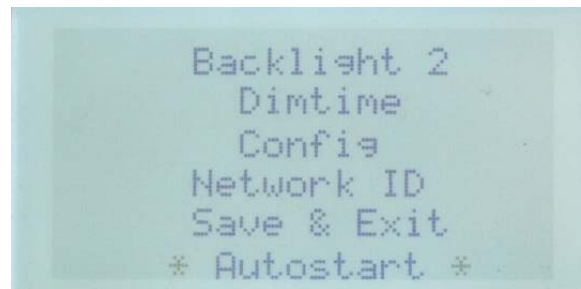 Backlight 2
Dimtime
Config
Network ID
Save & Exit
* Autostart *